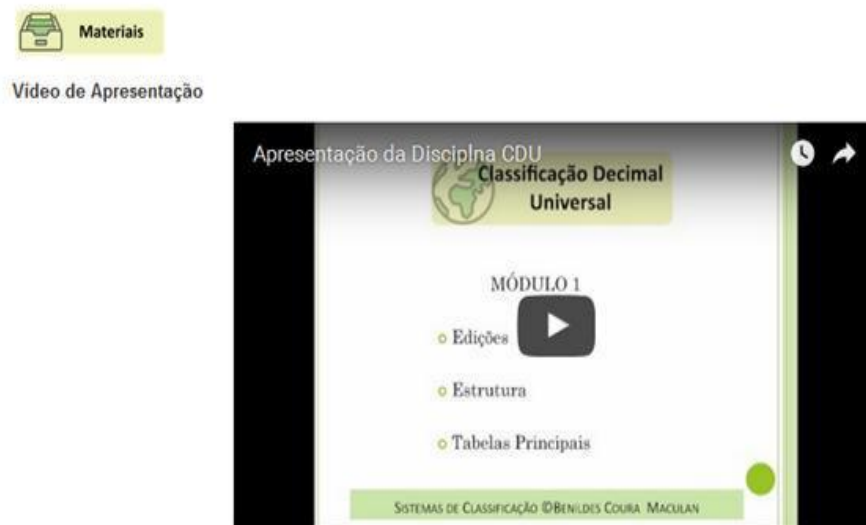 Materiais
Vídeo de Apresentação
Apresentação da Disciplna CDU
Classificação Decimal
Universal
MÓDULO 1
Edições
Estrutura
Tabelas Principais
SISTEMAS DE CLASSIFICAÇÃO ©BENILDES COURA MACULAN